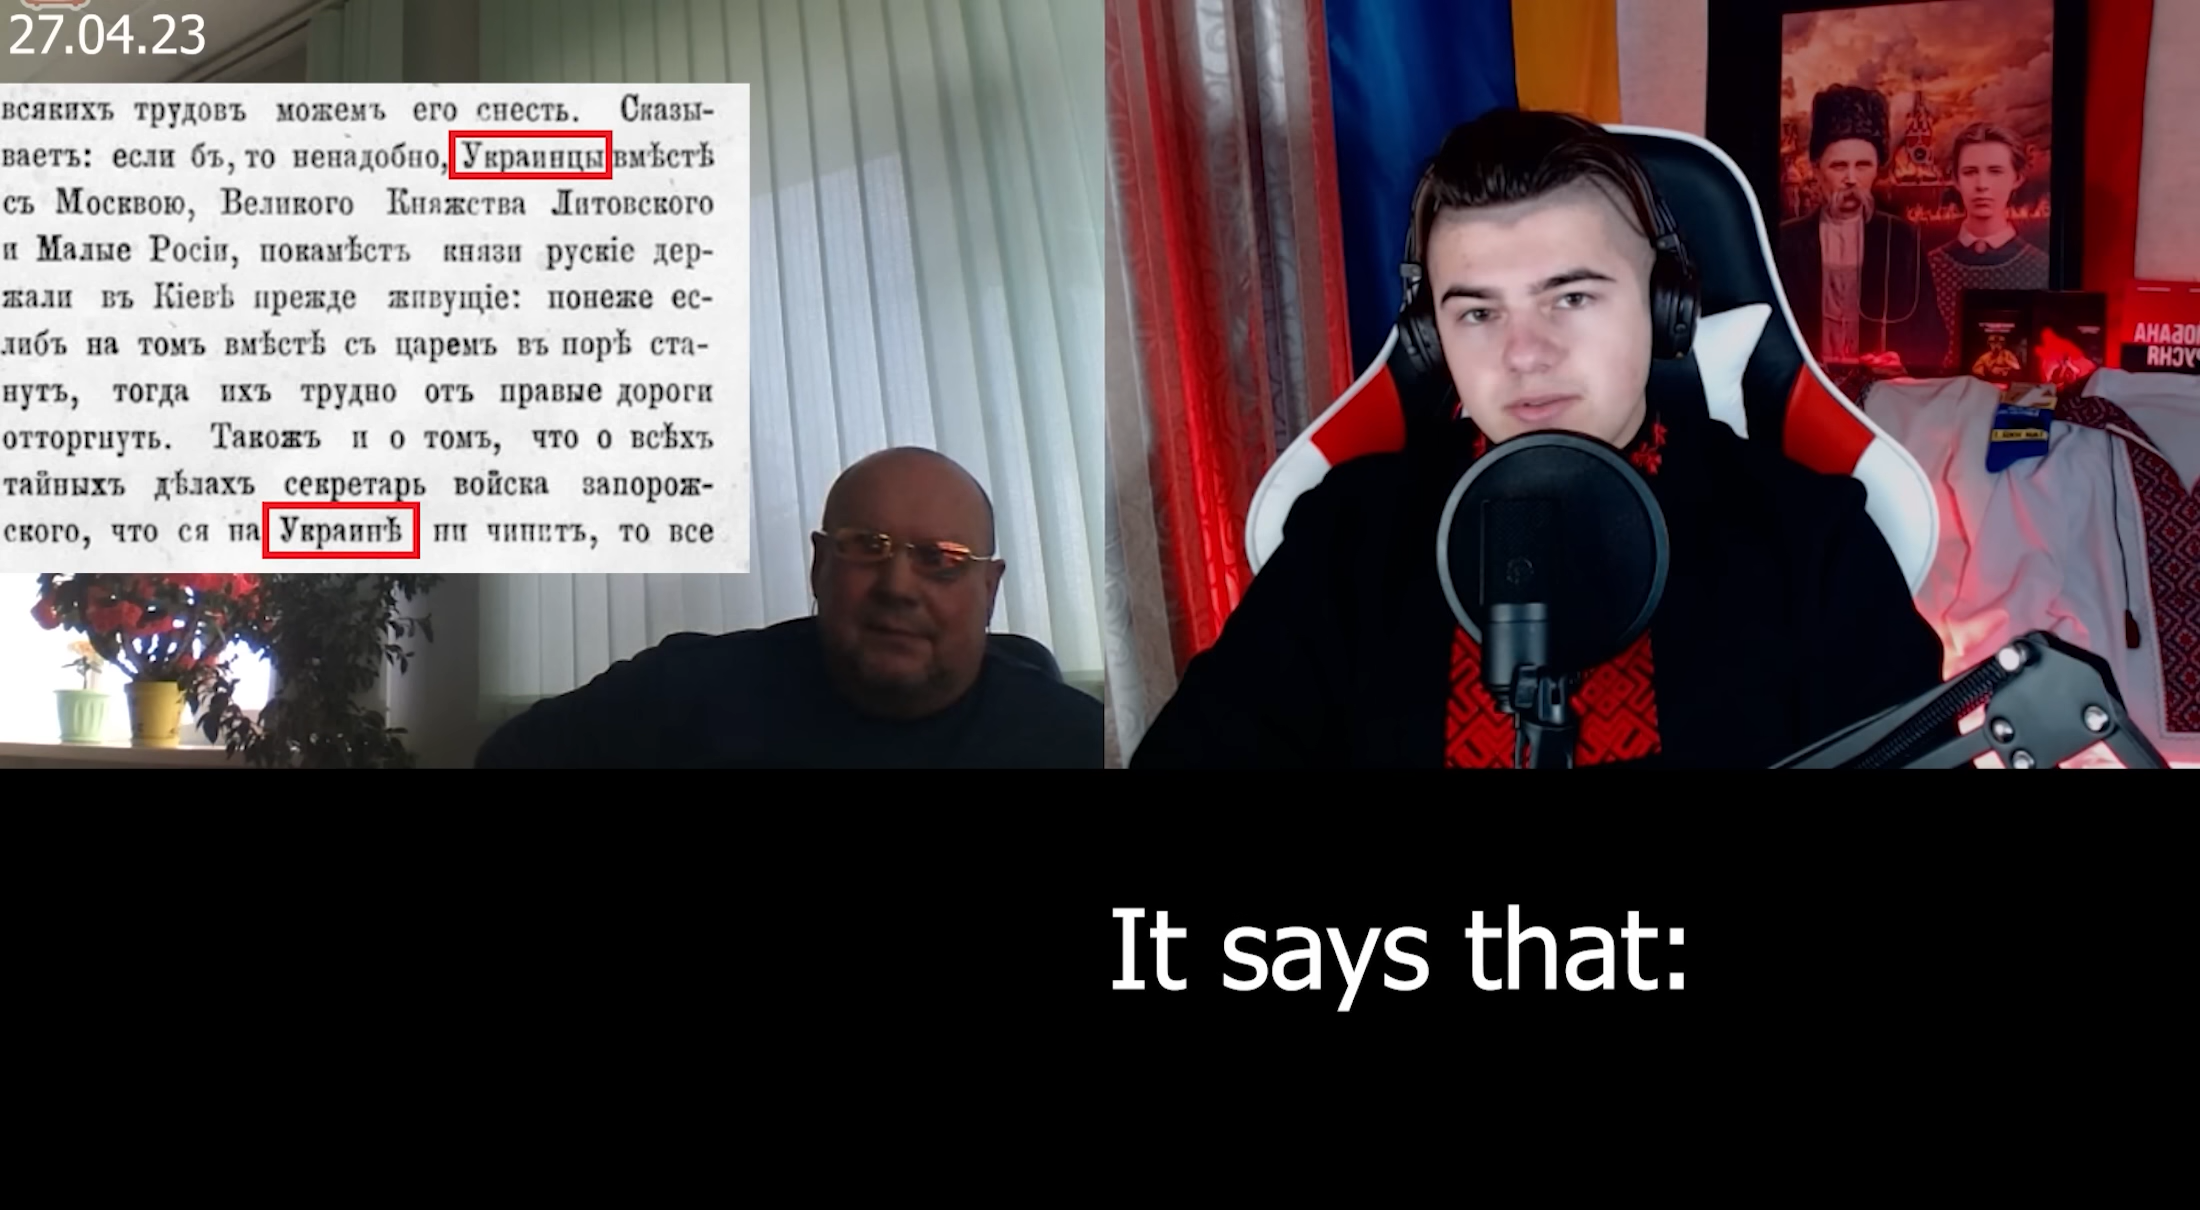 27.04.23
всякихъ трудовъ можемъ его снесть. Сказы-
ваетъ: если бъ, то ненадобно, Украинцы вмѣстѣ
съ Москвою, Великого Княжства Литовского
и Малые Росіи, покамѣстъ князи рускіе дер-
жали въ Кіевѣ прежде живущіе: понеже ес-
либъ на томъ вмѣстѣ съ царемъ въ порѣ ста-
нутъ, тогда ихъ трудно отъ правые дороги
отторгнуть. Такожъ и о томъ, что о всѣхъ
тайныхъ дѣлахъ секретарь войска запорож-
ского, что ся на Украинѣ ни чинетъ, то все
It says that: